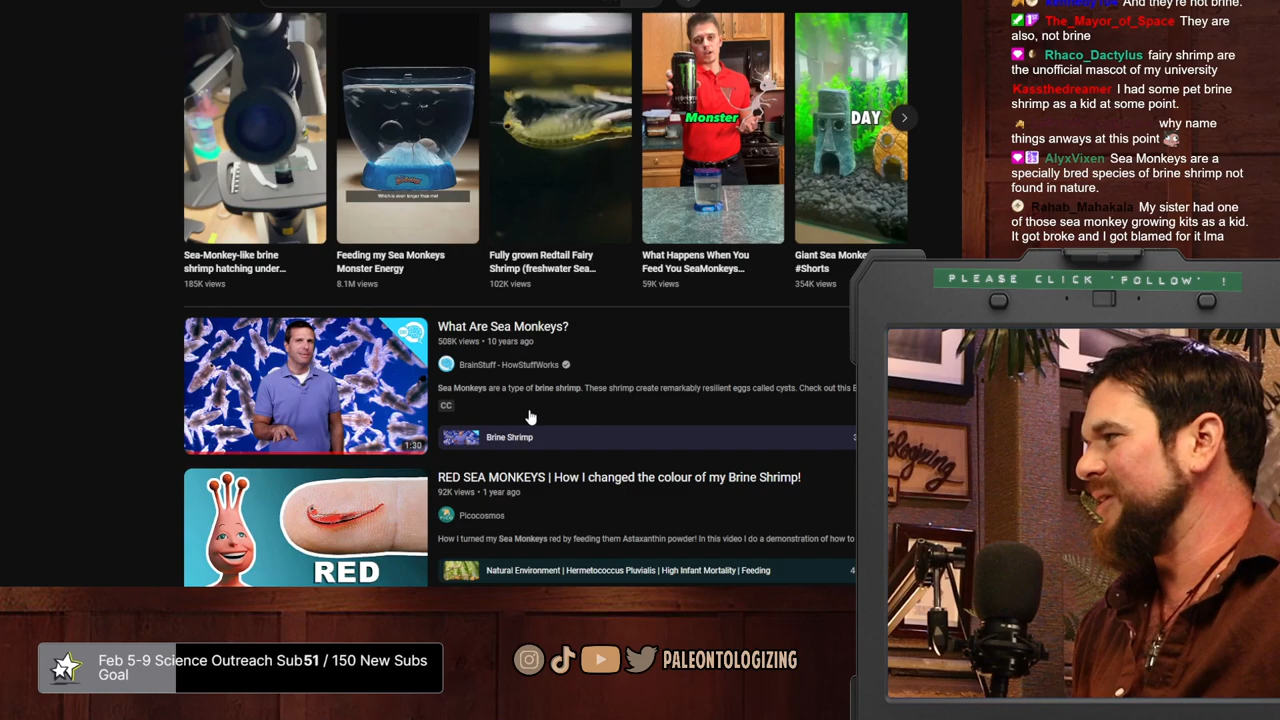 And they're not brine.
The_Mayor_of_Space They are
also, not brine
Rhaco_Dactylus fairy shrimp are
the unofficial mascot of my university
Kassthedreamer I had some pet brine
shrimp as a kid at some point.
why name
things anways at this point
AlyxVixen Sea Monkeys are a
specially bred species of brine shrimp not
found in nature.
Rahab_Mahakala My sister had one
of those sea monkey growing kits as a kid.
It got broke and I got blamed for it lma
Monster
DAY
Which is even longer than me!
Sea-Monkey-like brine
shrimp hatching under...
185K views
Feeding my Sea Monkeys
Monster Energy
8.1M views
Fully grown Redtail Fairy
Shrimp (freshwater Sea...
102K views
What Happens When You
Feed You SeaMonkeys...
59K views
Giant Sea Monke
#Shorts
354K views
PLEASE CLICK "FOLLOW" !
What Are Sea Monkeys?
508K views • 10 years ago
BrainStuff - HowStuffWorks
Sea Monkeys are a type of brine shrimp. These shrimp create remarkably resilient eggs called cysts. Check out this B
CC
Brine Shrimp
3
1:30
RED SEA MONKEYS | How I changed the colour of my Brine Shrimp!
92K views • 1 year ago
Picocosmos
How I turned my Sea Monkeys red by feeding them Astaxanthin powder! In this video I do a demonstration of how to
Natural Environment | Hermetococcus Pluvialis | High Infant Mortality | Feeding
4
RED
ologizing
Feb 5-9 Science Outreach Sub 51 / 150 New Subs
Goal
PALEONTOLOGIZING